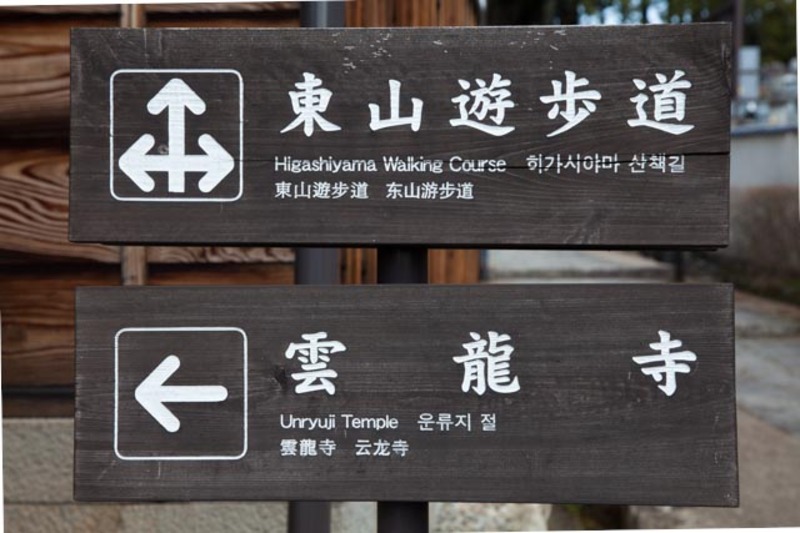 東山遊歩道
Higashiyama Walking Course 히가시야마 산책길
東山遊步道 东山游步道
雲龍寺
Unryuji Temple 운류지 절
雲龍寺 云龙寺